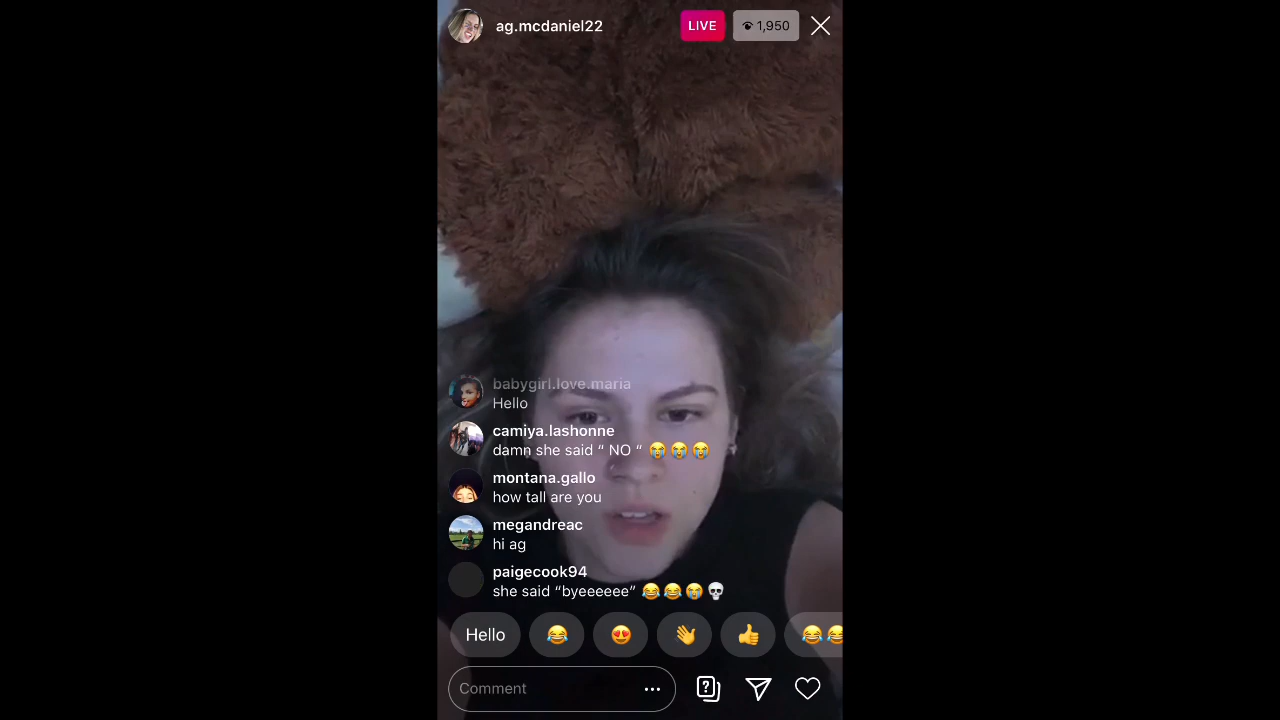 ag.mcdaniel22
LIVE
1,950
babygirl.love.maria
Hello
camiya.lashonne
damn she said “ NO “ 😭😭😭
montana.gallo
how tall are you
megandreac
hi ag
paigecook94
she said “byeeeeee” 😂😂😭💀
Hello 😂 😍 👋 👍 😂😂
Comment